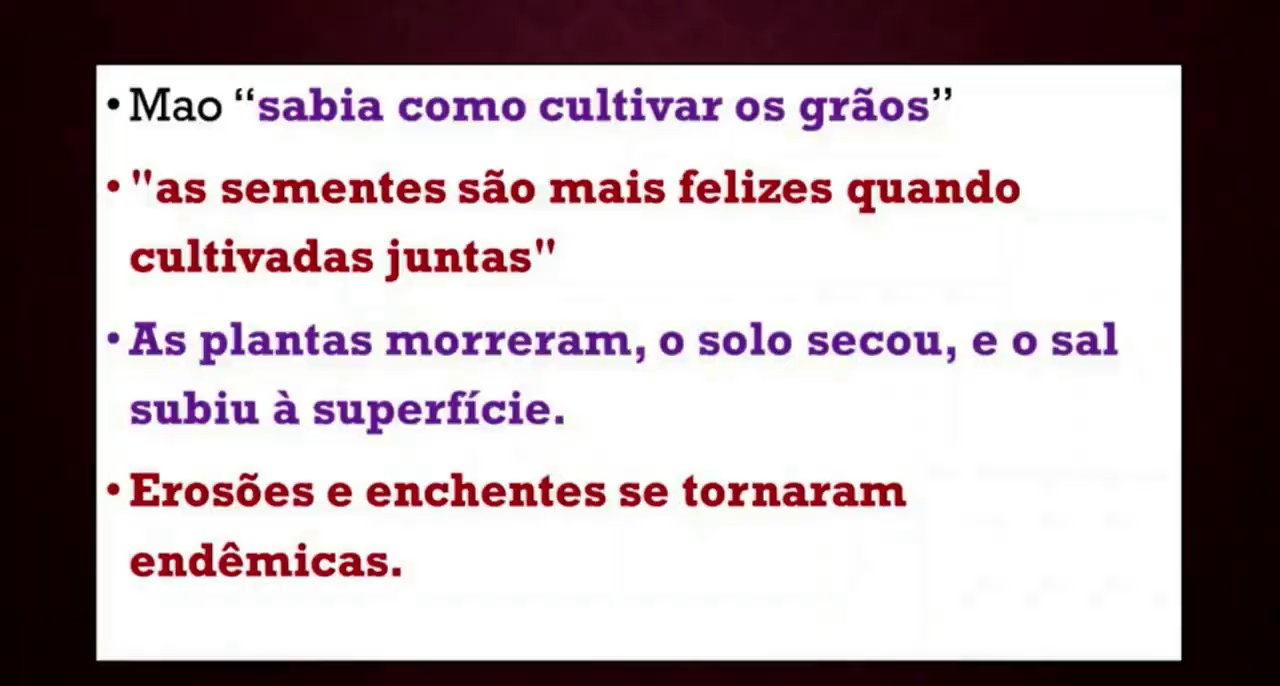 • Mao “sabia como cultivar os grãos”
• "as sementes são mais felizes quando
cultivadas juntas"
• As plantas morreram, o solo secou, e o sal
subiu à superfície.
• Erosões e enchentes se tornaram
endêmicas.